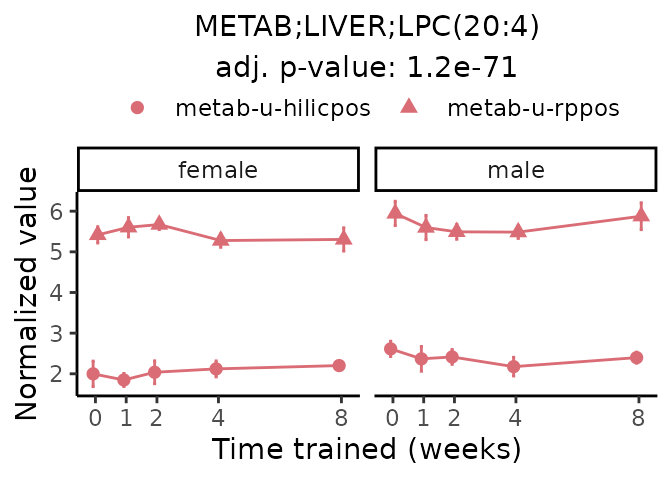 METAB;LIVER;LPC(20:4)
adj. p-value: 1.2e-71
metab-u-hilicpos metab-u-rppos
female male
Normalized value
6
5
4
3
2
0 1 2 4 8 0 1 2 4 8
Time trained (weeks)